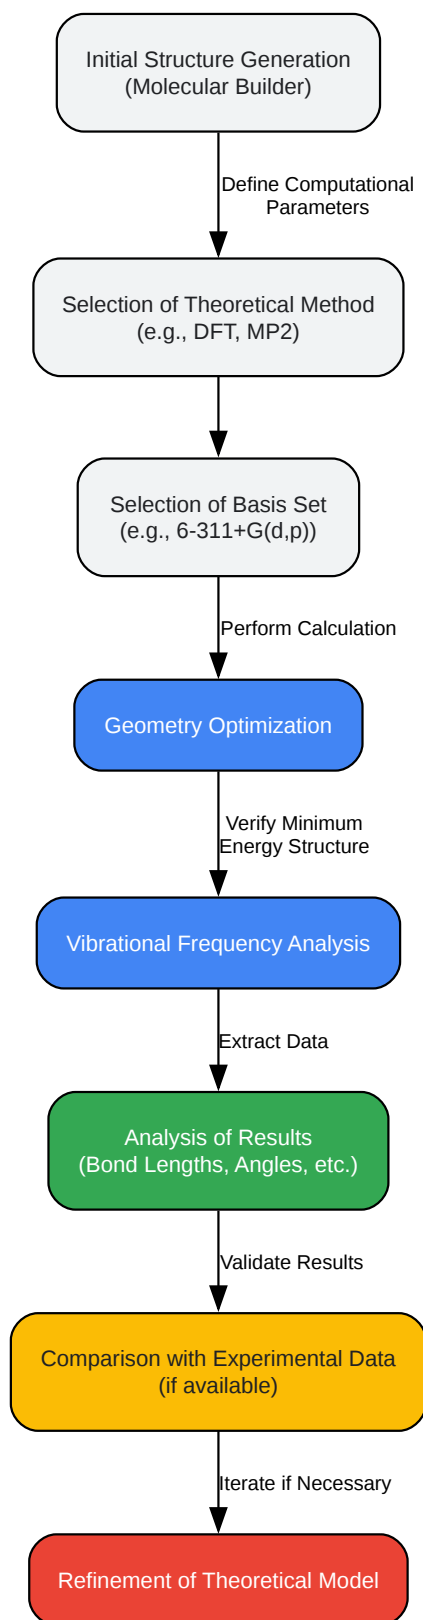 Initial Structure Generation
(Molecular Builder)
Define Computational
Parameters
Selection of Theoretical Method
(e.g., DFT, MP2)
Selection of Basis Set
(e.g., 6-311+G(d,p))
Perform Calculation
Geometry Optimization
Verify Minimum
Energy Structure
Vibrational Frequency Analysis
Extract Data
Analysis of Results
(Bond Lengths, Angles, etc.)
Validate Results
Comparison with Experimental Data
(if available)
Iterate if Necessary
Refinement of Theoretical Model